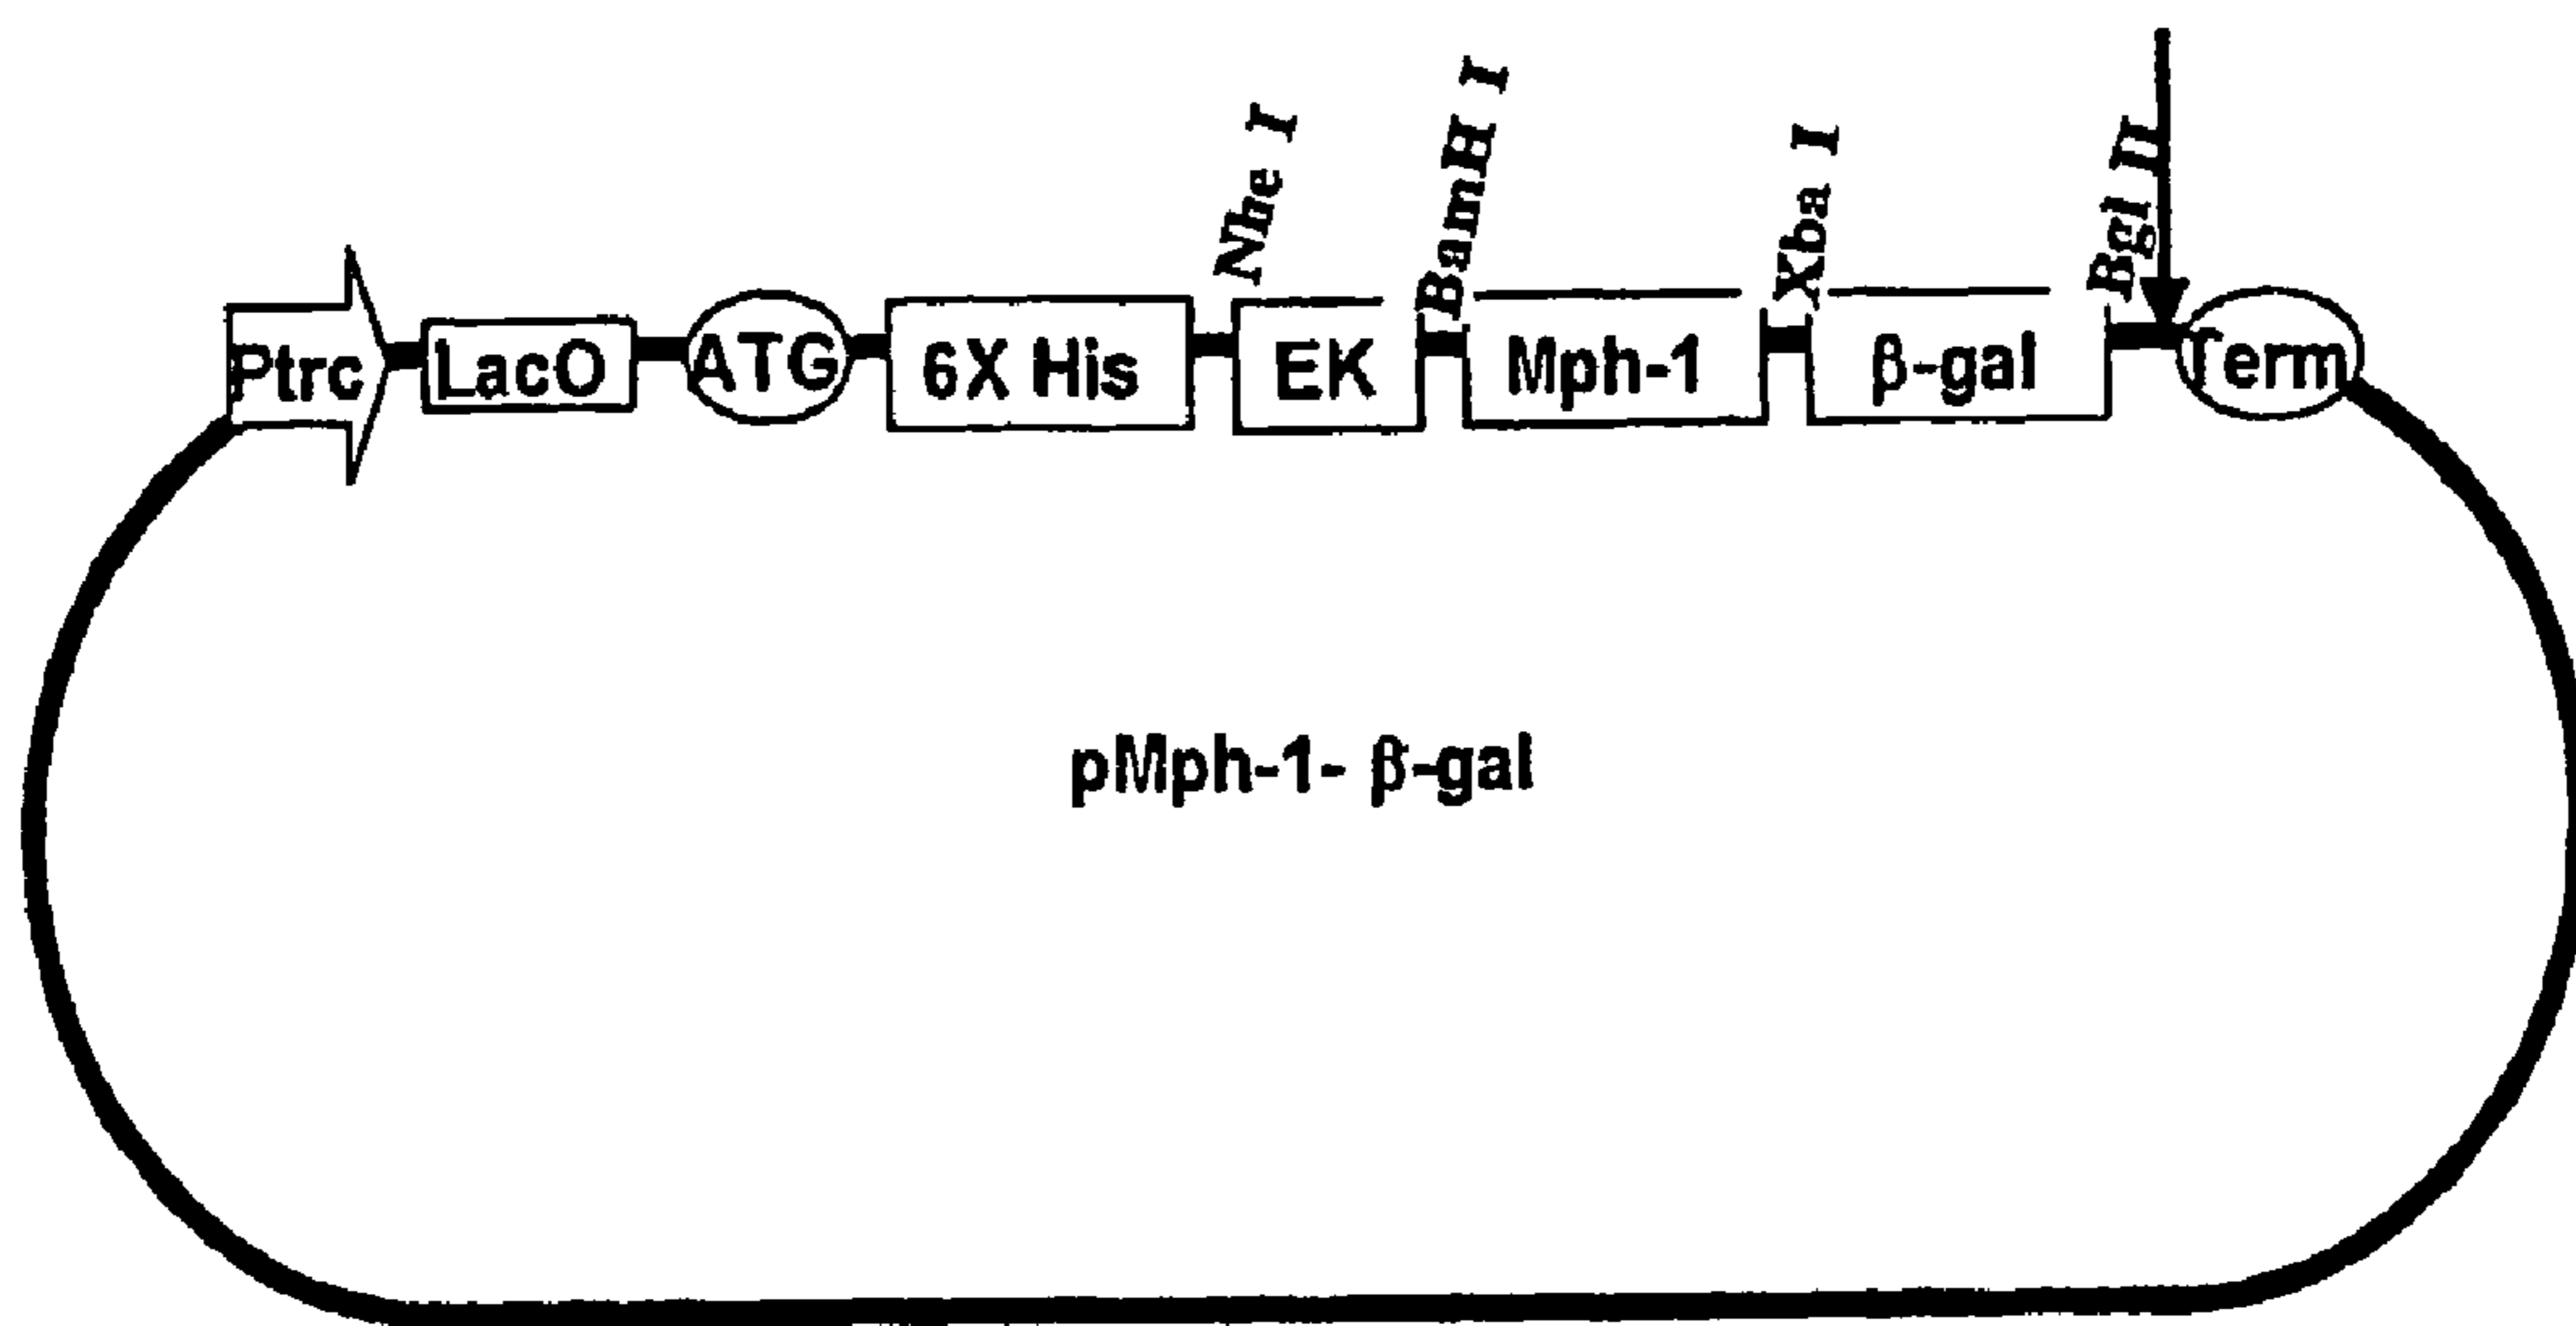 Nhe I BamH I Xba I Bgl II
Ptrc LacO ATG 6X His EK Mph-1 β-gal Term
pMph-1- β-gal